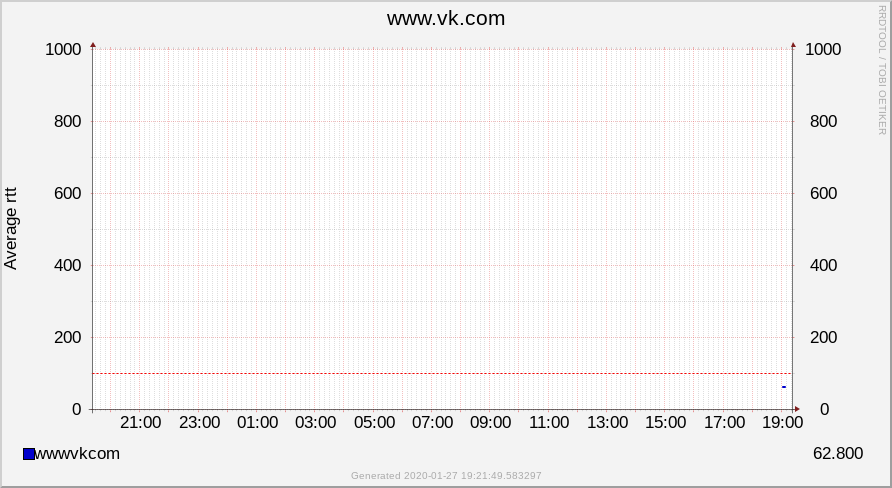 www.vk.com
RRDTOOL / TOBI OETIKER
Average rtt
1000 1000
800 800
600 600
400 400
200 200
0 0
21:00 23:00 01:00 03:00 05:00 07:00 09:00 11:00 13:00 15:00 17:00 19:00
wwwvkcom 62.800
Generated 2020-01-27 19:21:49.583297